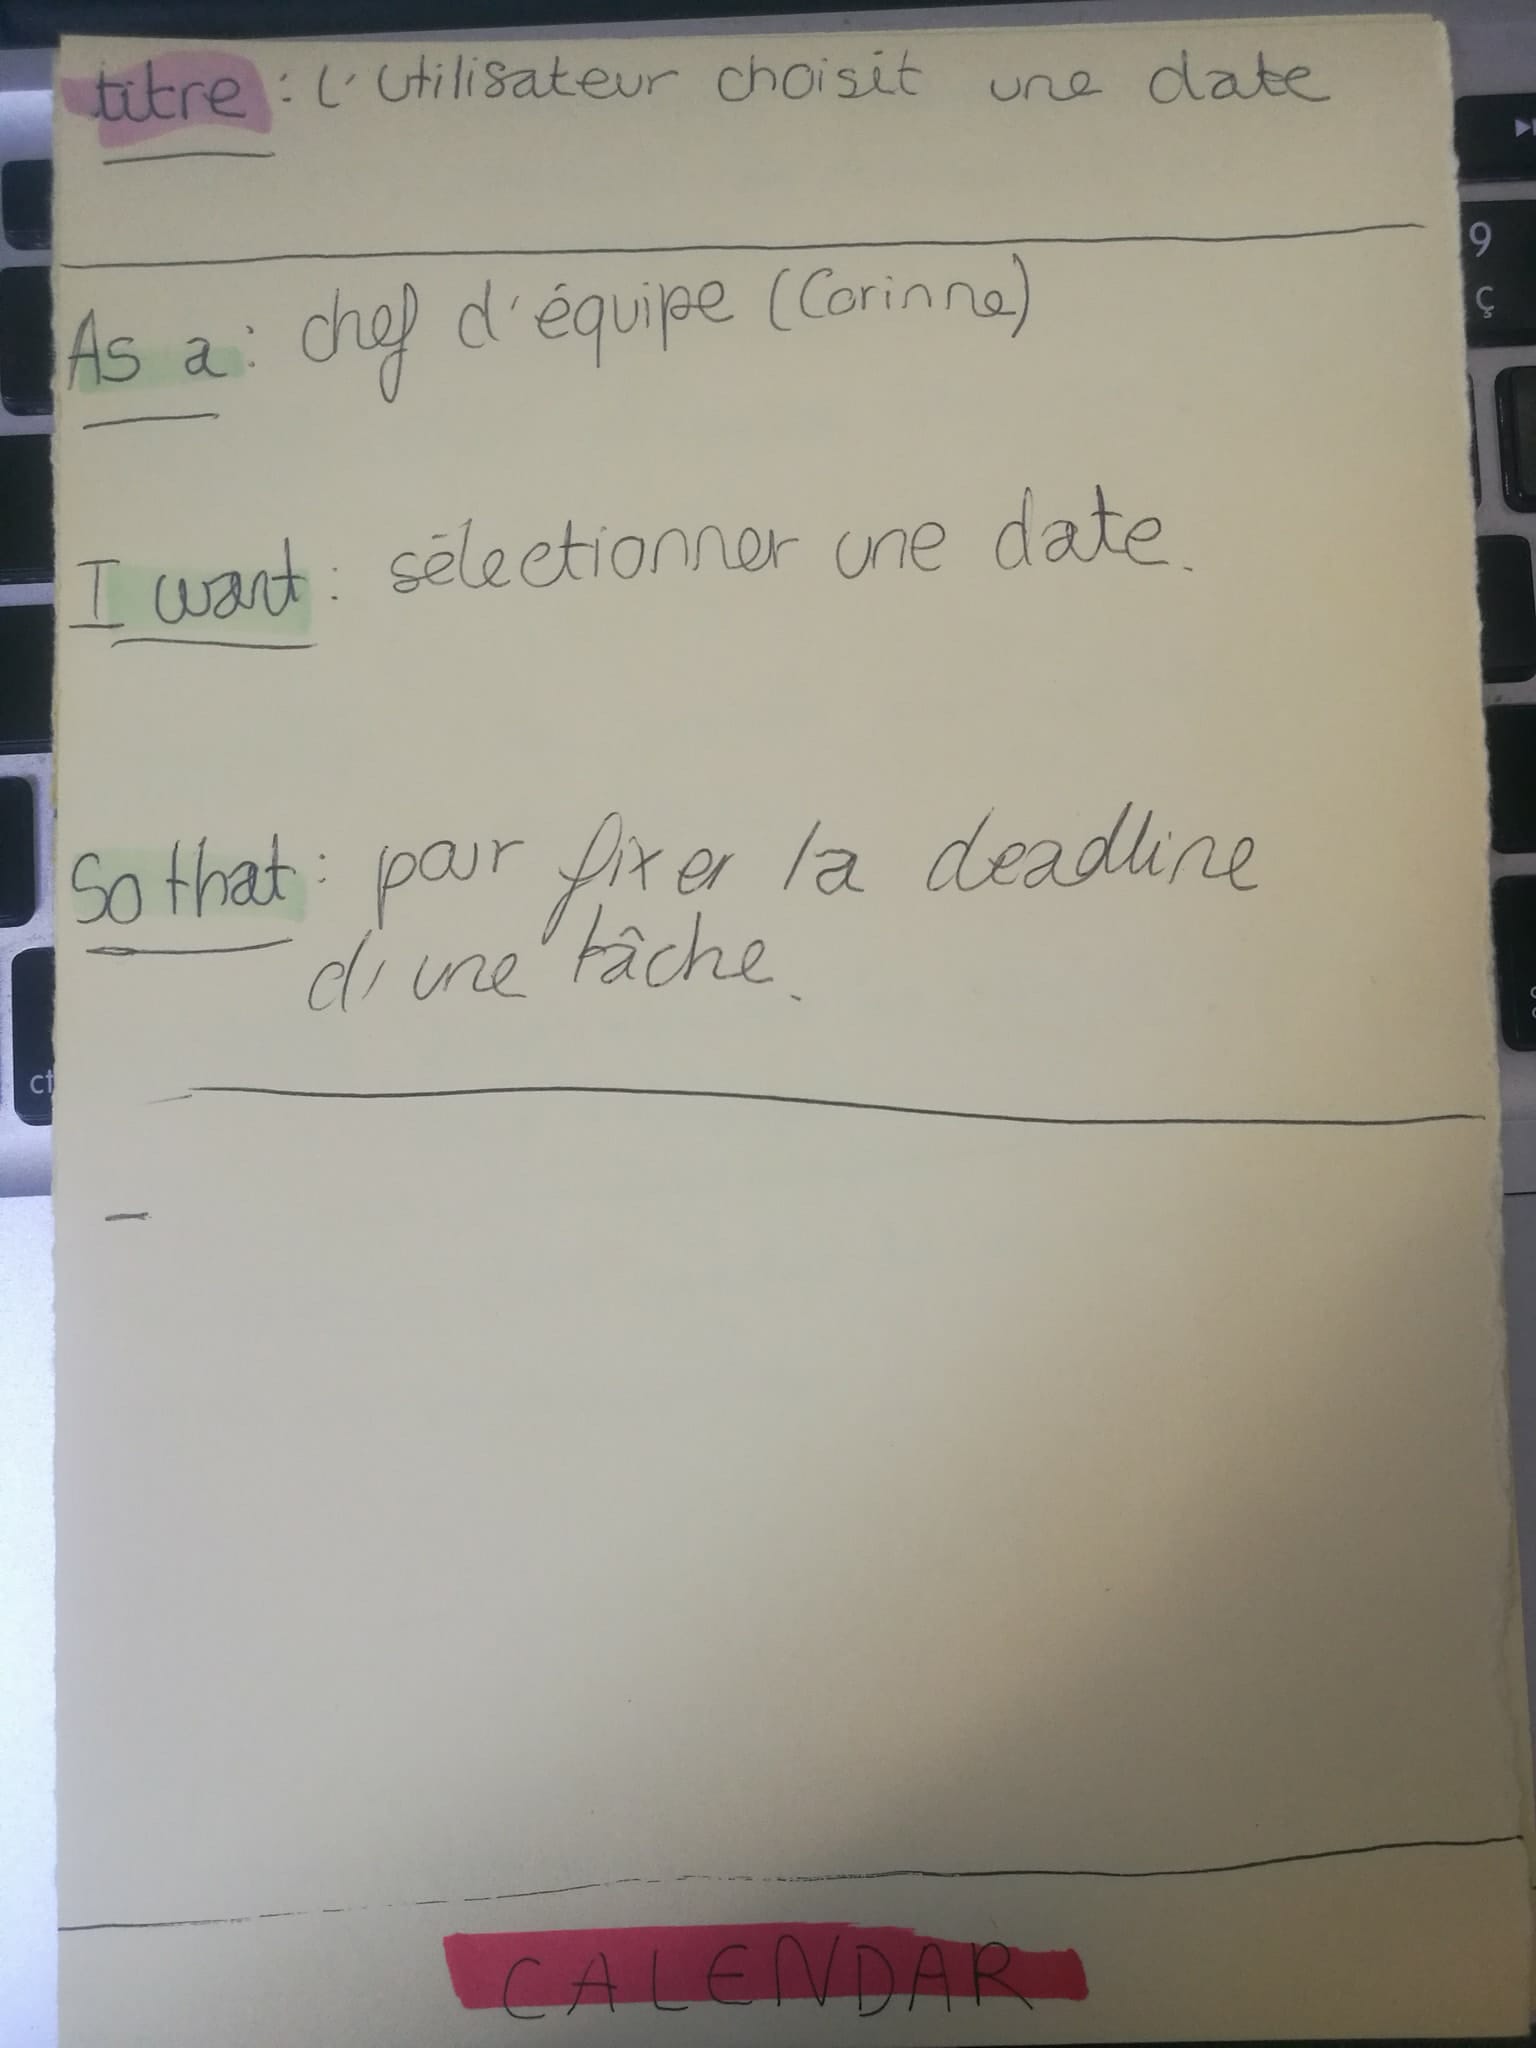 titre : l'utilisateur choisit une date
As a : chef d'équipe (Corinne)
I want : sélectionner une date.
So that : pour fixer la deadline
d'une tâche.
-
CALENDAR
9
ç